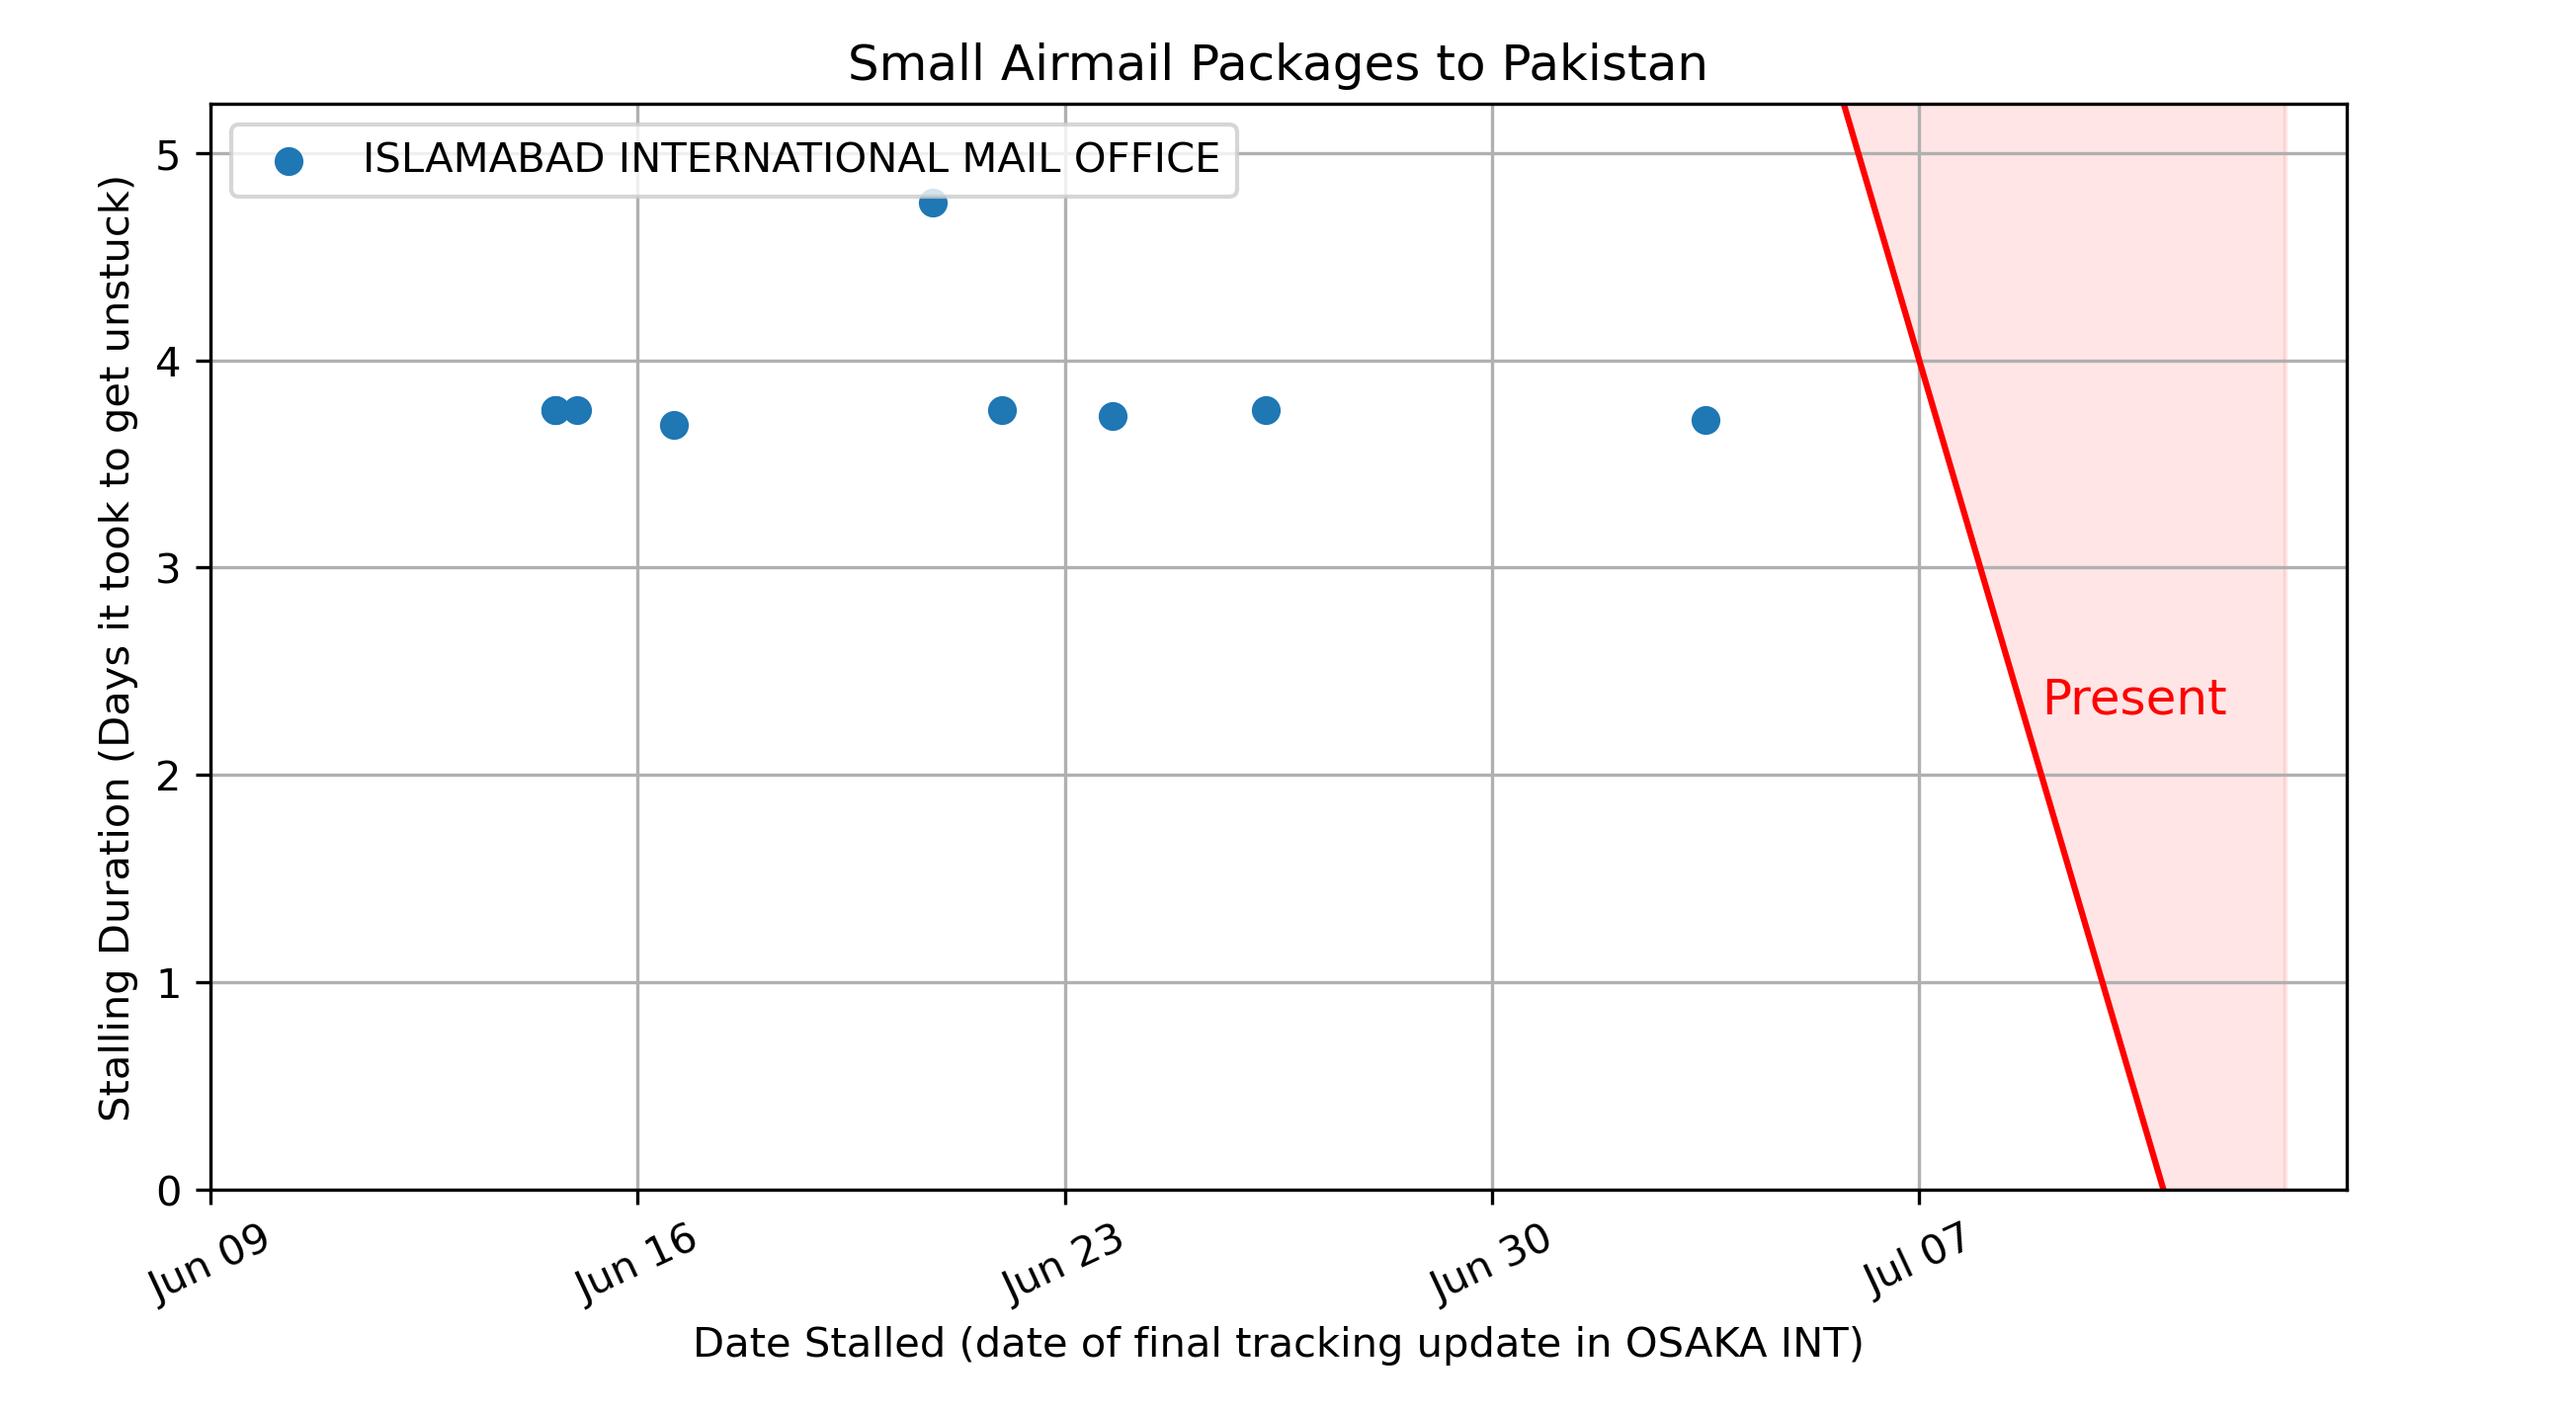 Small Airmail Packages to Pakistan
ISLAMABAD INTERNATIONAL MAIL OFFICE
Stalling Duration (Days it took to get unstuck)
5
4
3
2
1
0
Present
Jun 09
Jun 16
Jun 23
Jun 30
Jul 07
Date Stalled (date of final tracking update in OSAKA INT)